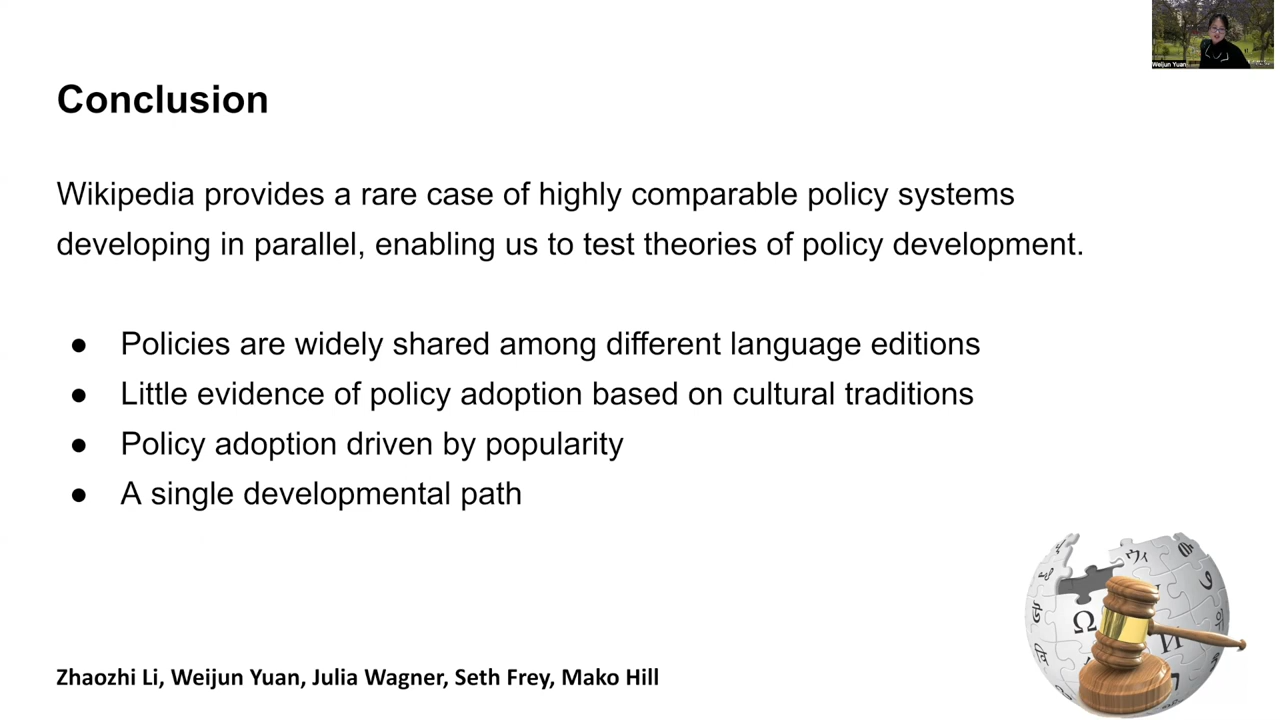 Weijun Yuan
Conclusion
Wikipedia provides a rare case of highly comparable policy systems
developing in parallel, enabling us to test theories of policy development.
● Policies are widely shared among different language editions
● Little evidence of policy adoption based on cultural traditions
● Policy adoption driven by popularity
● A single developmental path
Ω
И
Zhaozhi Li, Weijun Yuan, Julia Wagner, Seth Frey, Mako Hill